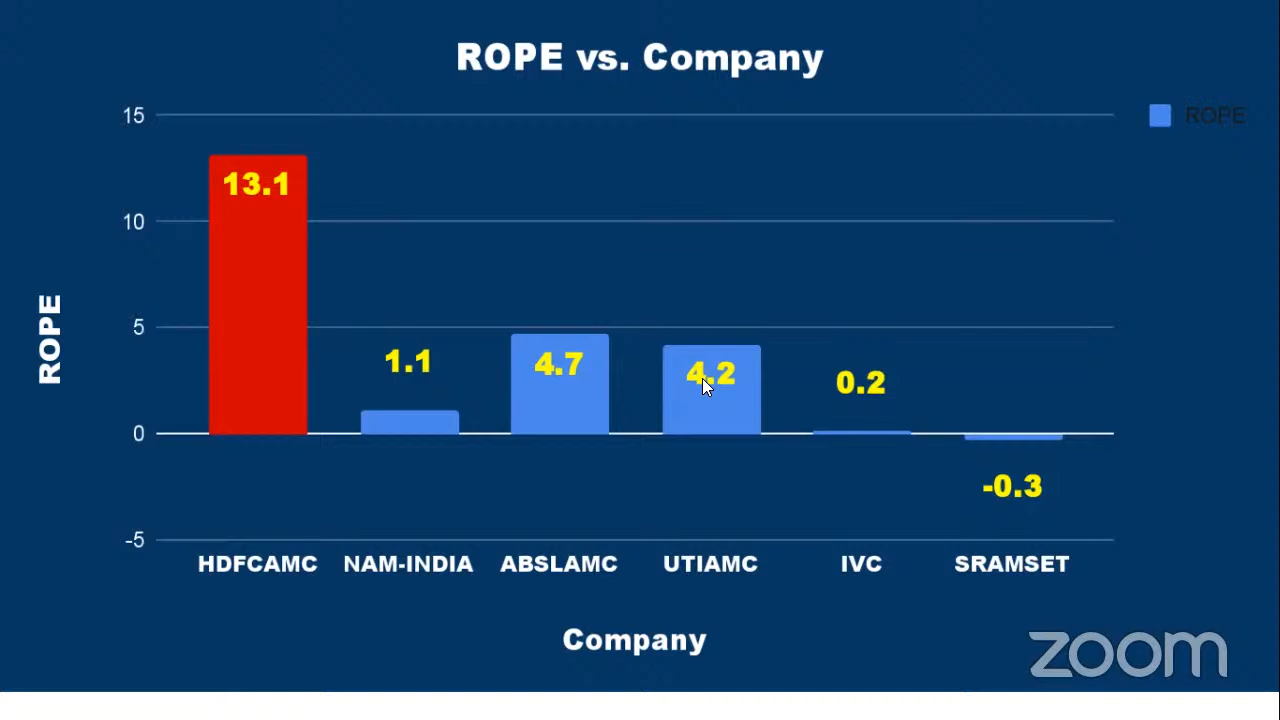 ROPE vs. Company
15
ROPE
13.1
10
5
ROPE
1.1
4.7
4.2
0.2
0
-0.3
-5
HDFCAMC NAM-INDIA ABSLAMC UTIAMC IVC SRAMSET
Company
zoom